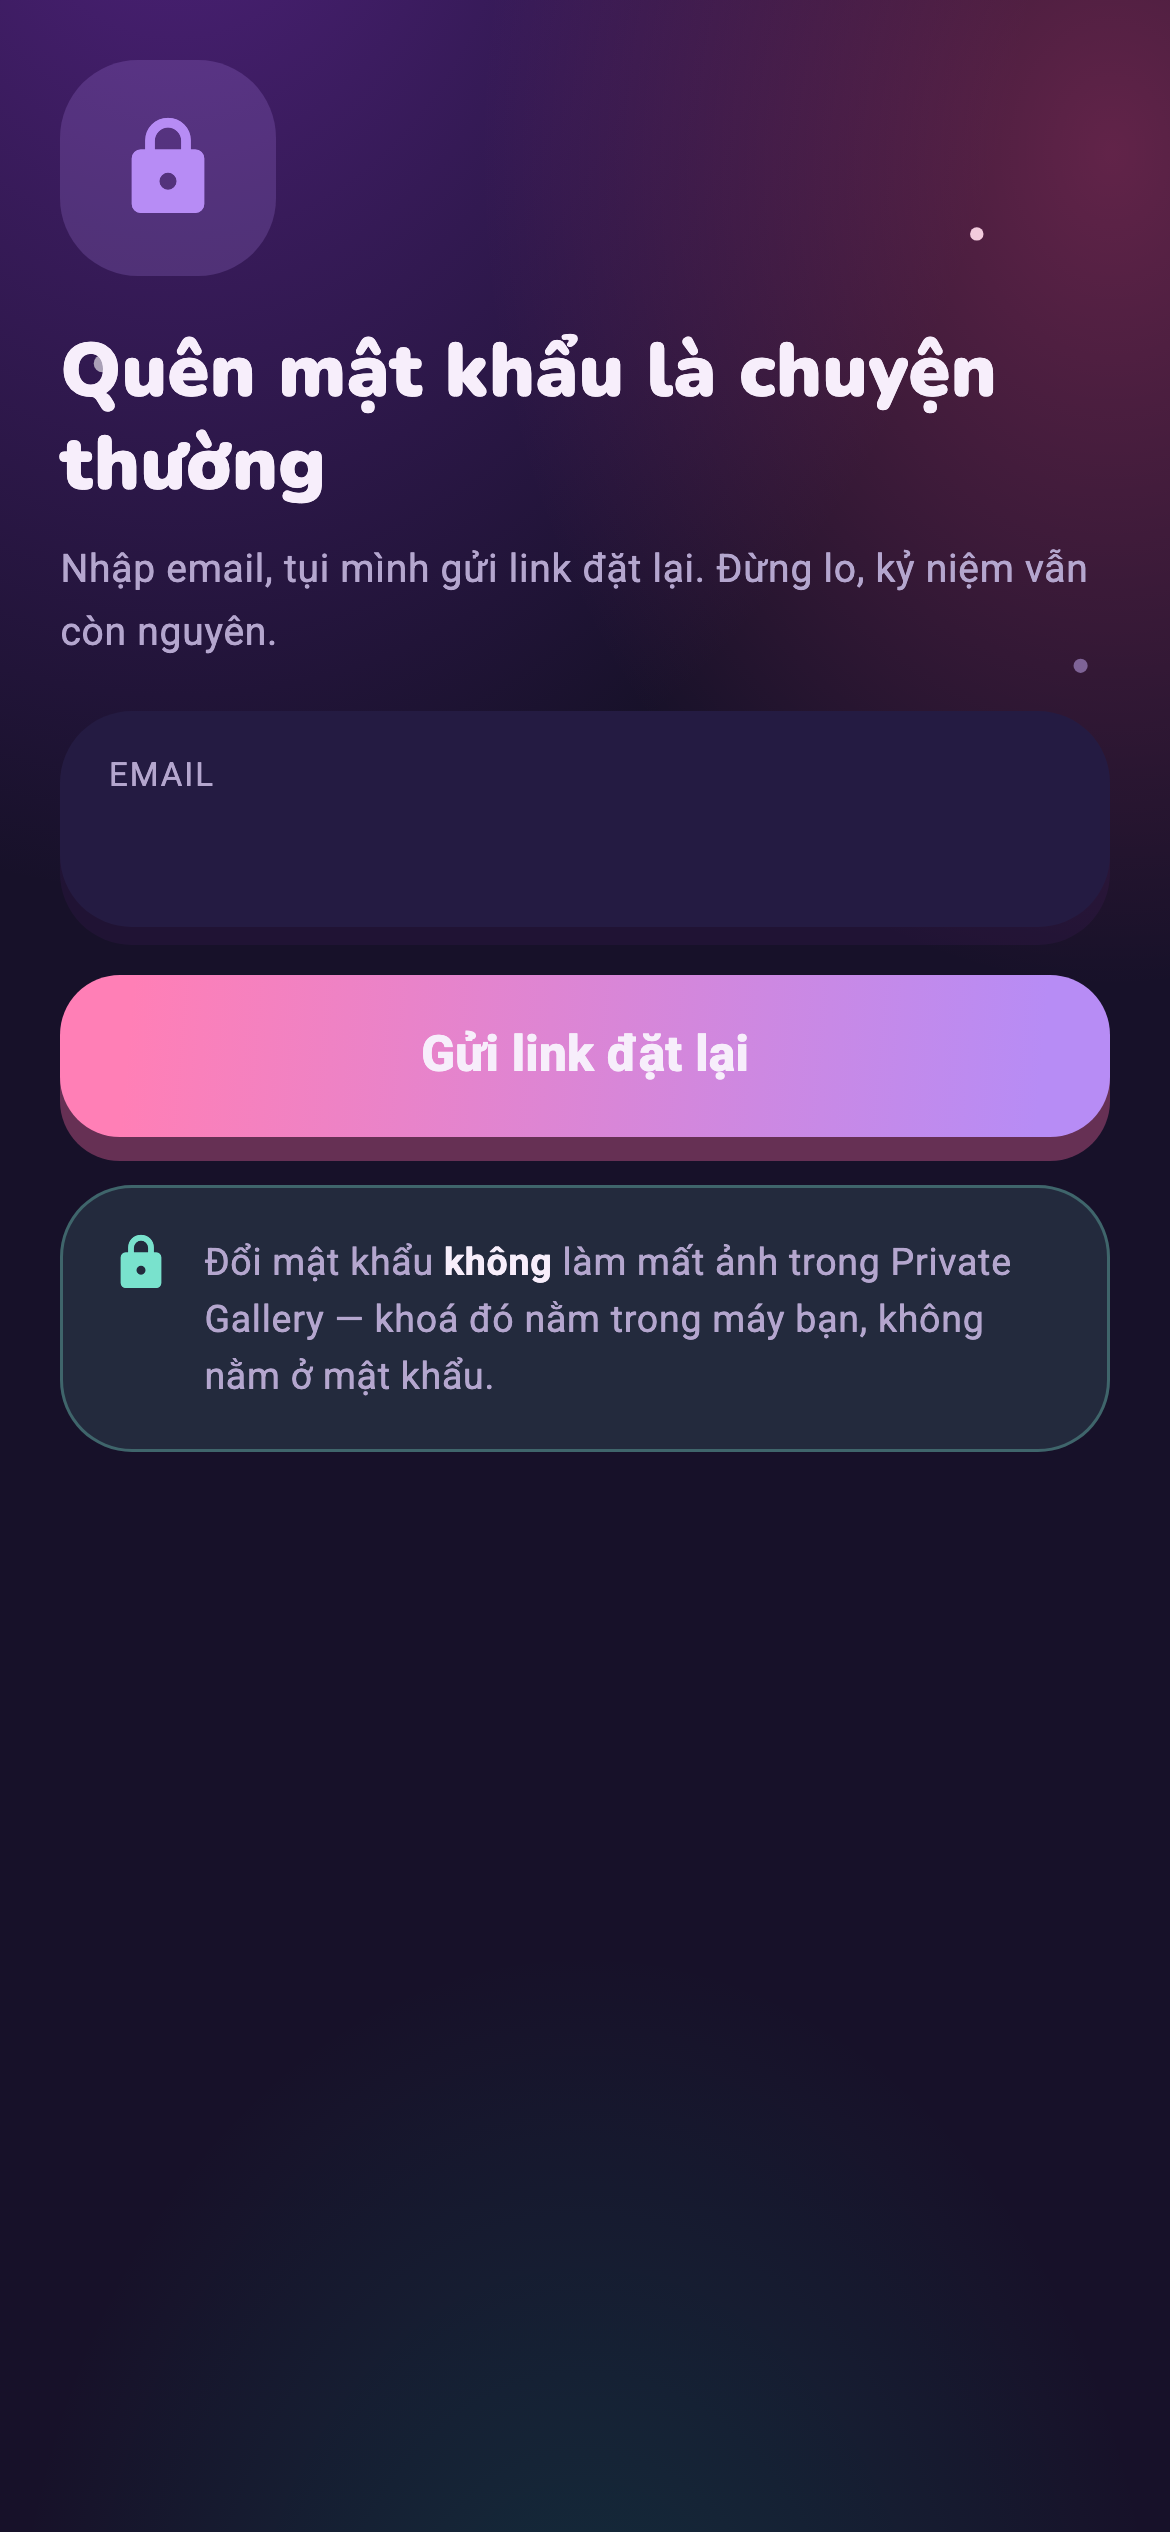 Quên mật khẩu là chuyện
thường
Nhập email, tụi mình gửi link đặt lại. Đừng lo, kỷ niệm vẫn
còn nguyên.
EMAIL
Gửi link đặt lại
Đổi mật khẩu không làm mất ảnh trong Private
Gallery — khoá đó nằm trong máy bạn, không
nằm ở mật khẩu.